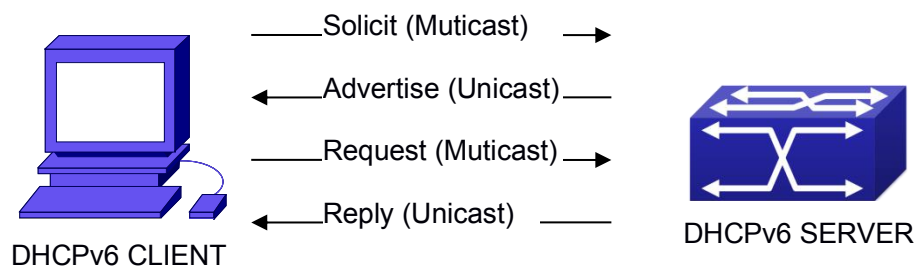 Solicit (Muticast)
Advertise (Unicast)
Request (Muticast)
Reply (Unicast)
DHCPv6 CLIENT
DHCPv6 SERVER